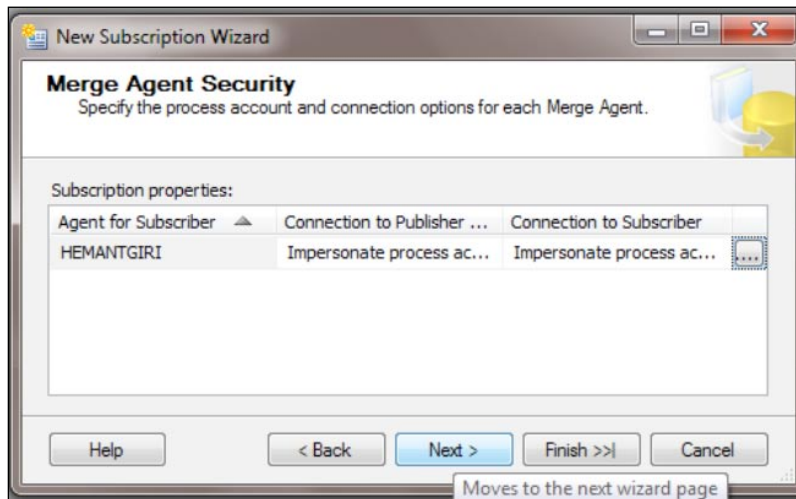 New Subscription Wizard
Merge Agent Security
Specify the process account and connection options for each Merge Agent.
Subscription properties:
Agent for Subscriber Connection to Publisher ... Connection to Subscriber
HEMANTGIRI Impersonate process ac... Impersonate process ac... ....
Help < Back Next > Finish >>| Cancel
Moves to the next wizard page